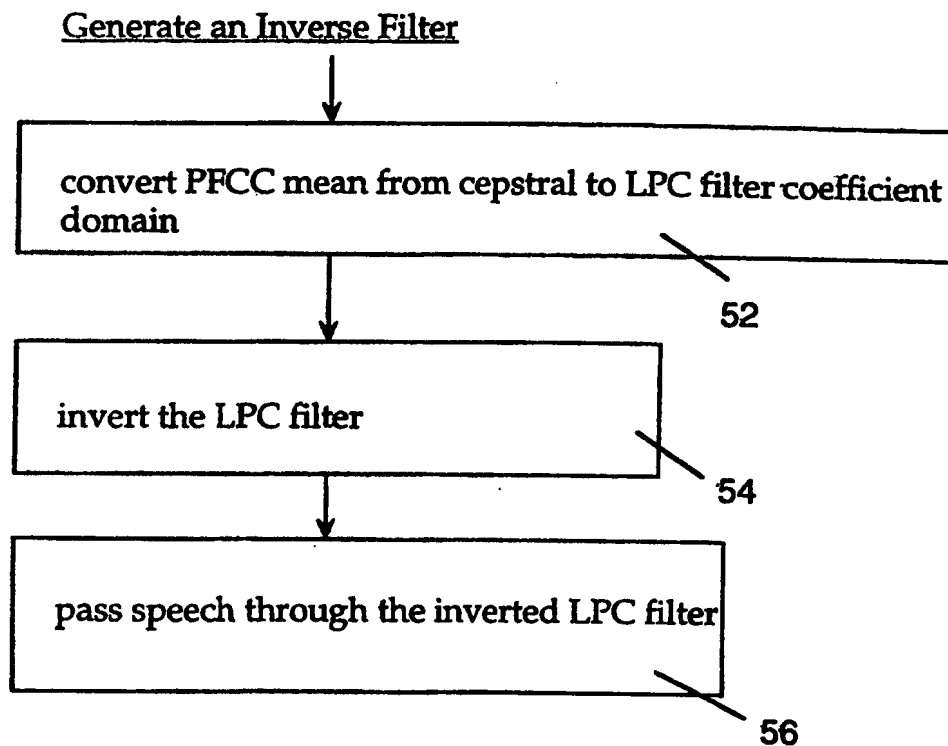 Generate an Inverse Filter
convert PFCC mean from cepstral to LPC filter coefficient
domain
52
invert the LPC filter
54
pass speech through the inverted LPC filter
56